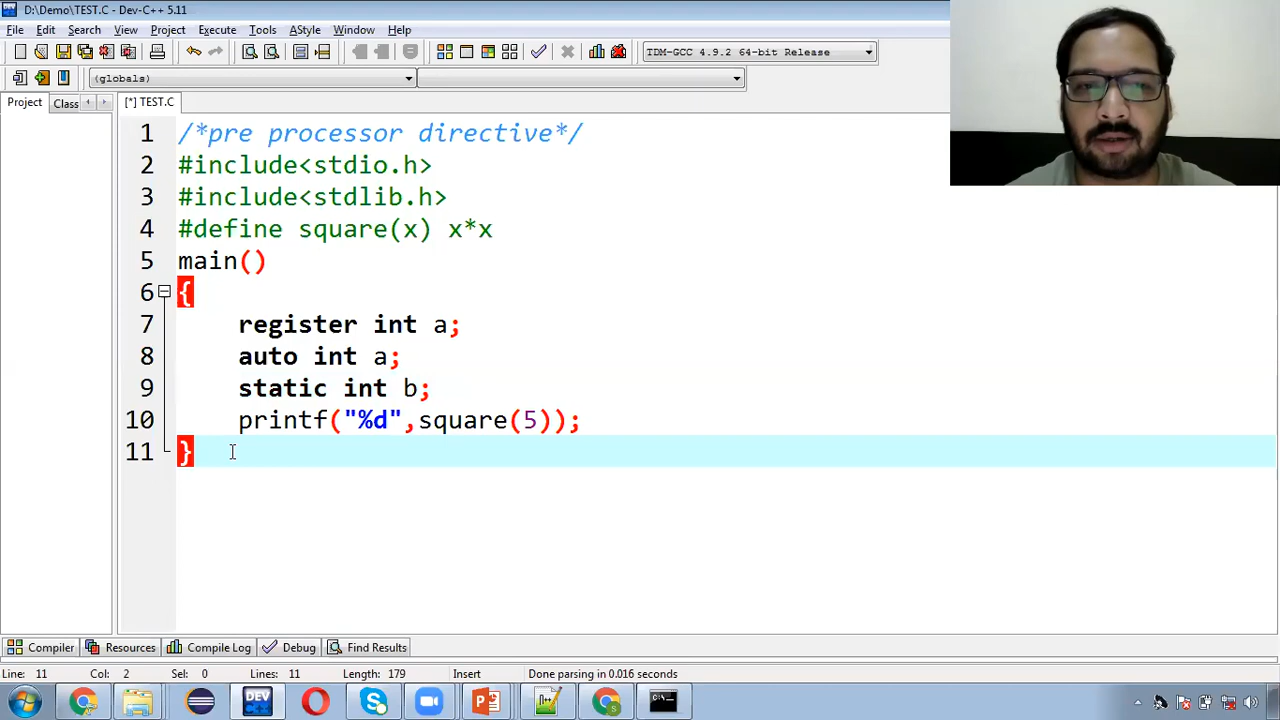 D:\Demo\TEST.C - Dev-C++ 5.11
File Edit Search View Project Execute Tools AStyle Window Help
TDM-GCC 4.9.2 64-bit Release
(globals)
Project Class [*] TEST.C
1 /*pre processor directive*/
2 #include<stdio.h>
3 #include<stdlib.h>
4 #define square(x) x*x
5 main()
6 {
7 register int a;
8 auto int a;
9 static int b;
10 printf("%d",square(5));
11 }
Compiler Resources Compile Log Debug Find Results
Line: 11 Col: 2 Sel: 0 Lines: 11 Length: 179 Insert Done parsing in 0.016 seconds
DEV